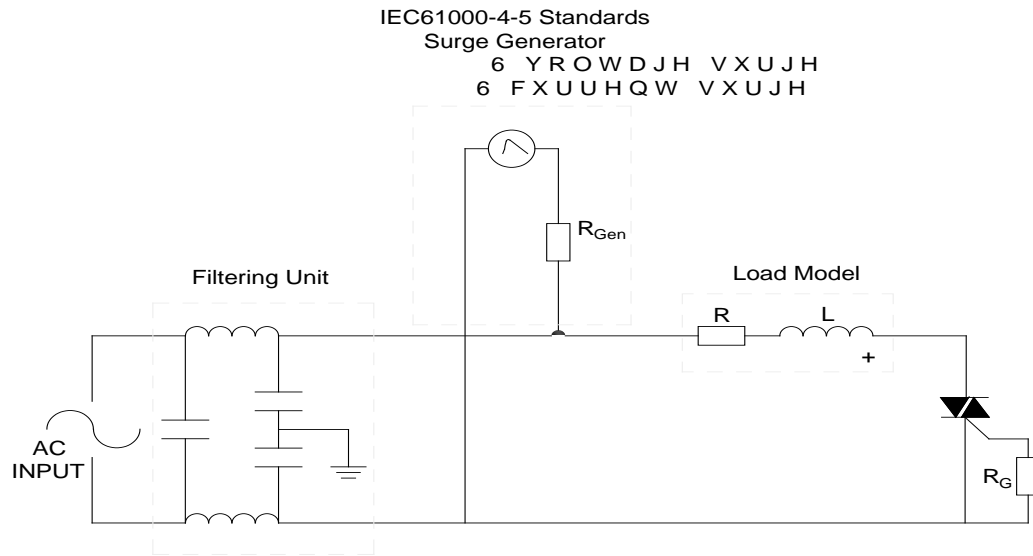 IEC61000-4-5 Standards
Surge Generator
6 YROWDJH VXUJH
6 FXUUHQW VXUJH
RGen
Filtering Unit
Load Model
R L
+
AC
INPUT
RG